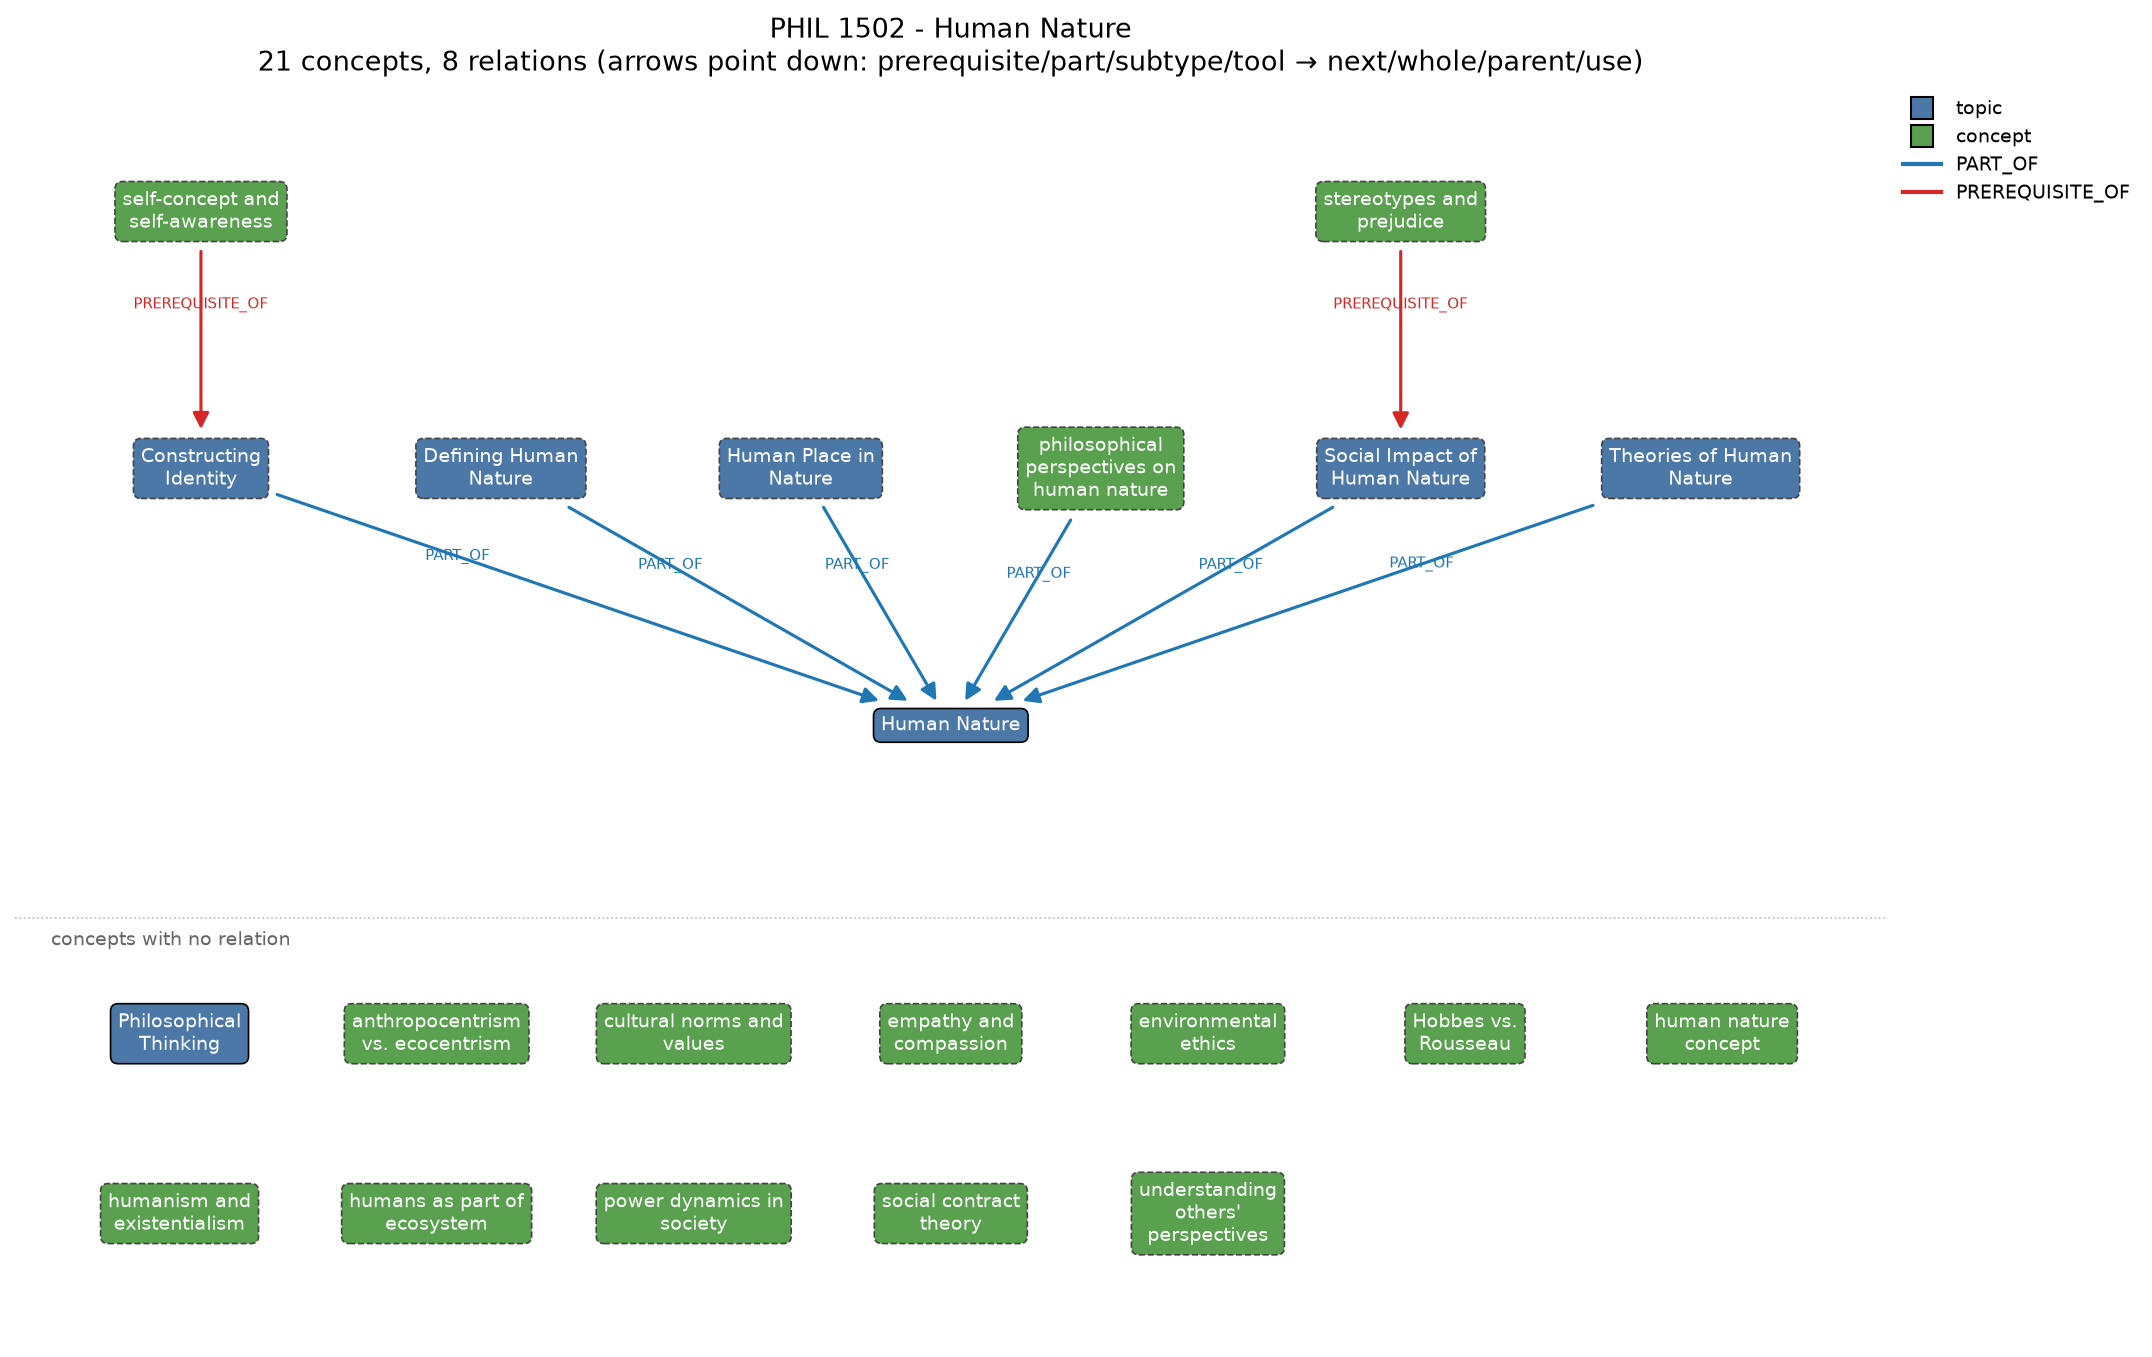 PHIL 1502 - Human Nature
21 concepts, 8 relations (arrows point down: prerequisite/part/subtype/tool → next/whole/parent/use)
topic
concept
PART_OF
PREREQUISITE_OF
self-concept and
self-awareness
stereotypes and
prejudice
PREREQUISITE_OF
PREREQUISITE_OF
Constructing
Identity
Defining Human
Nature
Human Place in
Nature
philosophical
perspectives on
human nature
Social Impact of
Human Nature
Theories of Human
Nature
PART_OF
PART_OF
PART_OF
PART_OF
PART_OF
PART_OF
Human Nature
concepts with no relation
Philosophical
Thinking
anthropocentrism
vs. ecocentrism
cultural norms and
values
empathy and
compassion
environmental
ethics
Hobbes vs.
Rousseau
human nature
concept
humanism and
existentialism
humans as part of
ecosystem
power dynamics in
society
social contract
theory
understanding
others'
perspectives